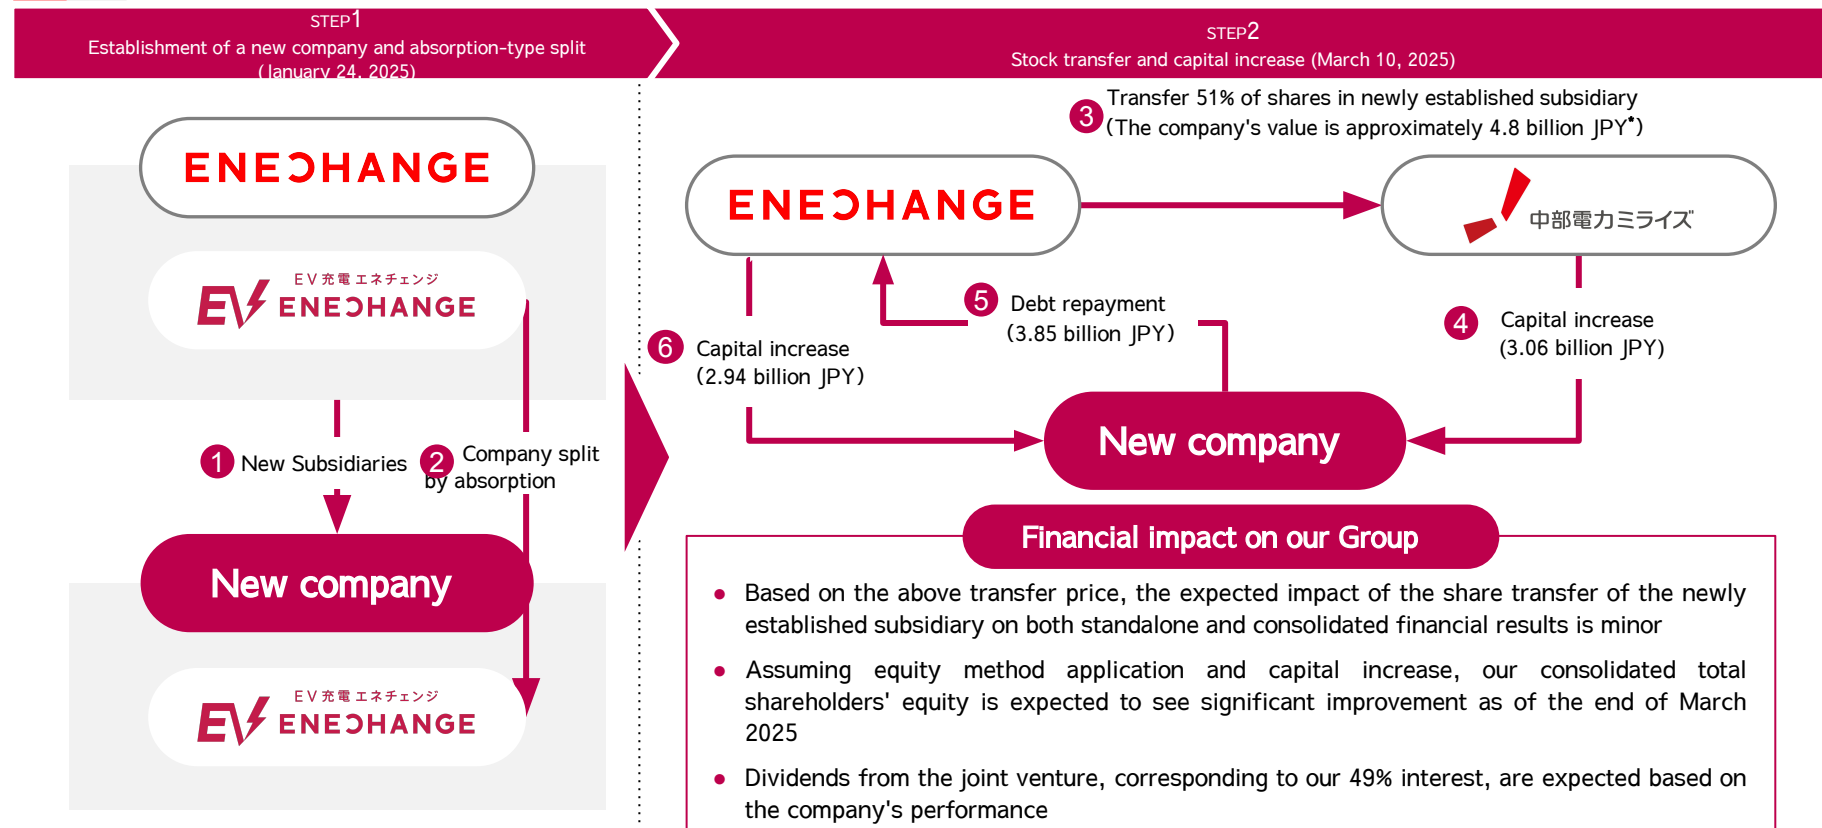 STEP1
Establishment of a new company and absorption-type split
(January 24, 2025)
STEP2
Stock transfer and capital increase (March 10, 2025)
ENECHANGE
EV充電エネチェンジ
EV ENECHANGE
1 New Subsidiaries
2 Company split
by absorption
New company
EV充電エネチェンジ
EV ENECHANGE
3 Transfer 51% of shares in newly established subsidiary
(The company's value is approximately 4.8 billion JPY*)
ENECHANGE
中部電力ミライズ
5 Debt repayment
(3.85 billion JPY)
4 Capital increase
(3.06 billion JPY)
6 Capital increase
(2.94 billion JPY)
New company
Financial impact on our Group
● Based on the above transfer price, the expected impact of the share transfer of the newly
established subsidiary on both standalone and consolidated financial results is minor
● Assuming equity method application and capital increase, our consolidated total
shareholders' equity is expected to see significant improvement as of the end of March
2025
● Dividends from the joint venture, corresponding to our 49% interest, are expected based on
the company's performance